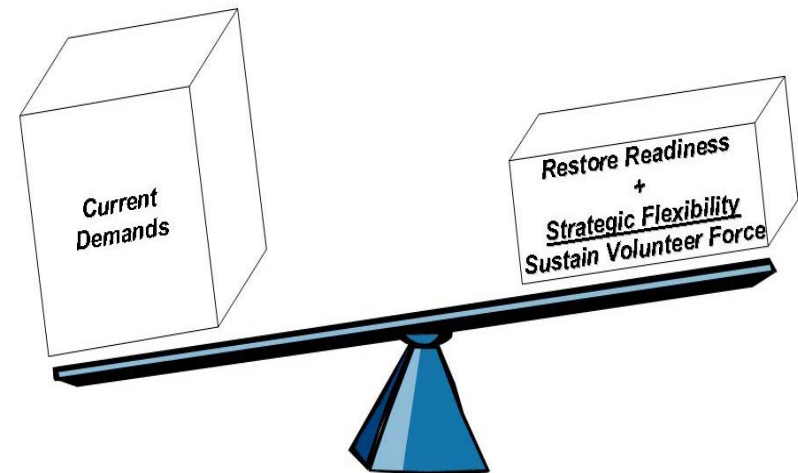 Current
Demands
Restore Readiness
+
Strategic Flexibility
Sustain Volunteer Force